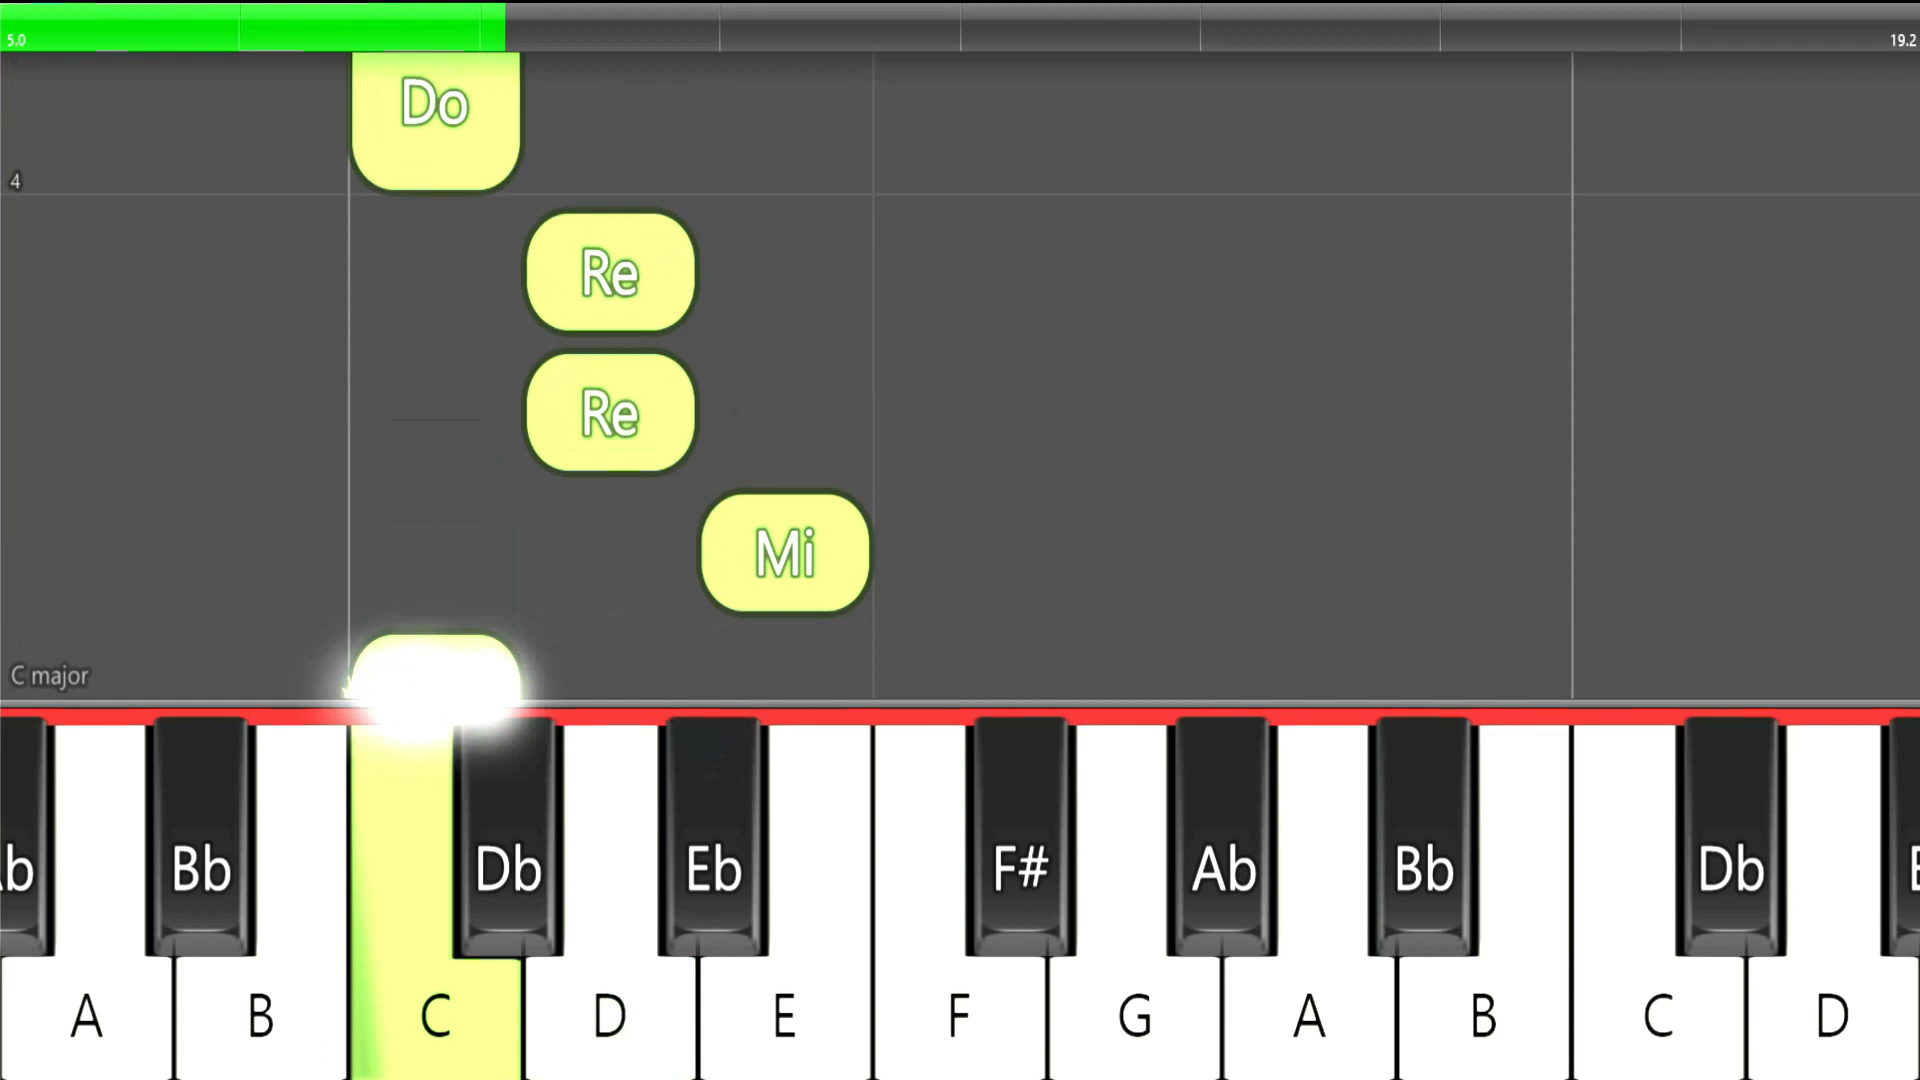 5.0
19.2
Do
4
Re
Re
Mi
C major
Bb Db Eb F# Ab Bb Db
A B C D E F G A B C D